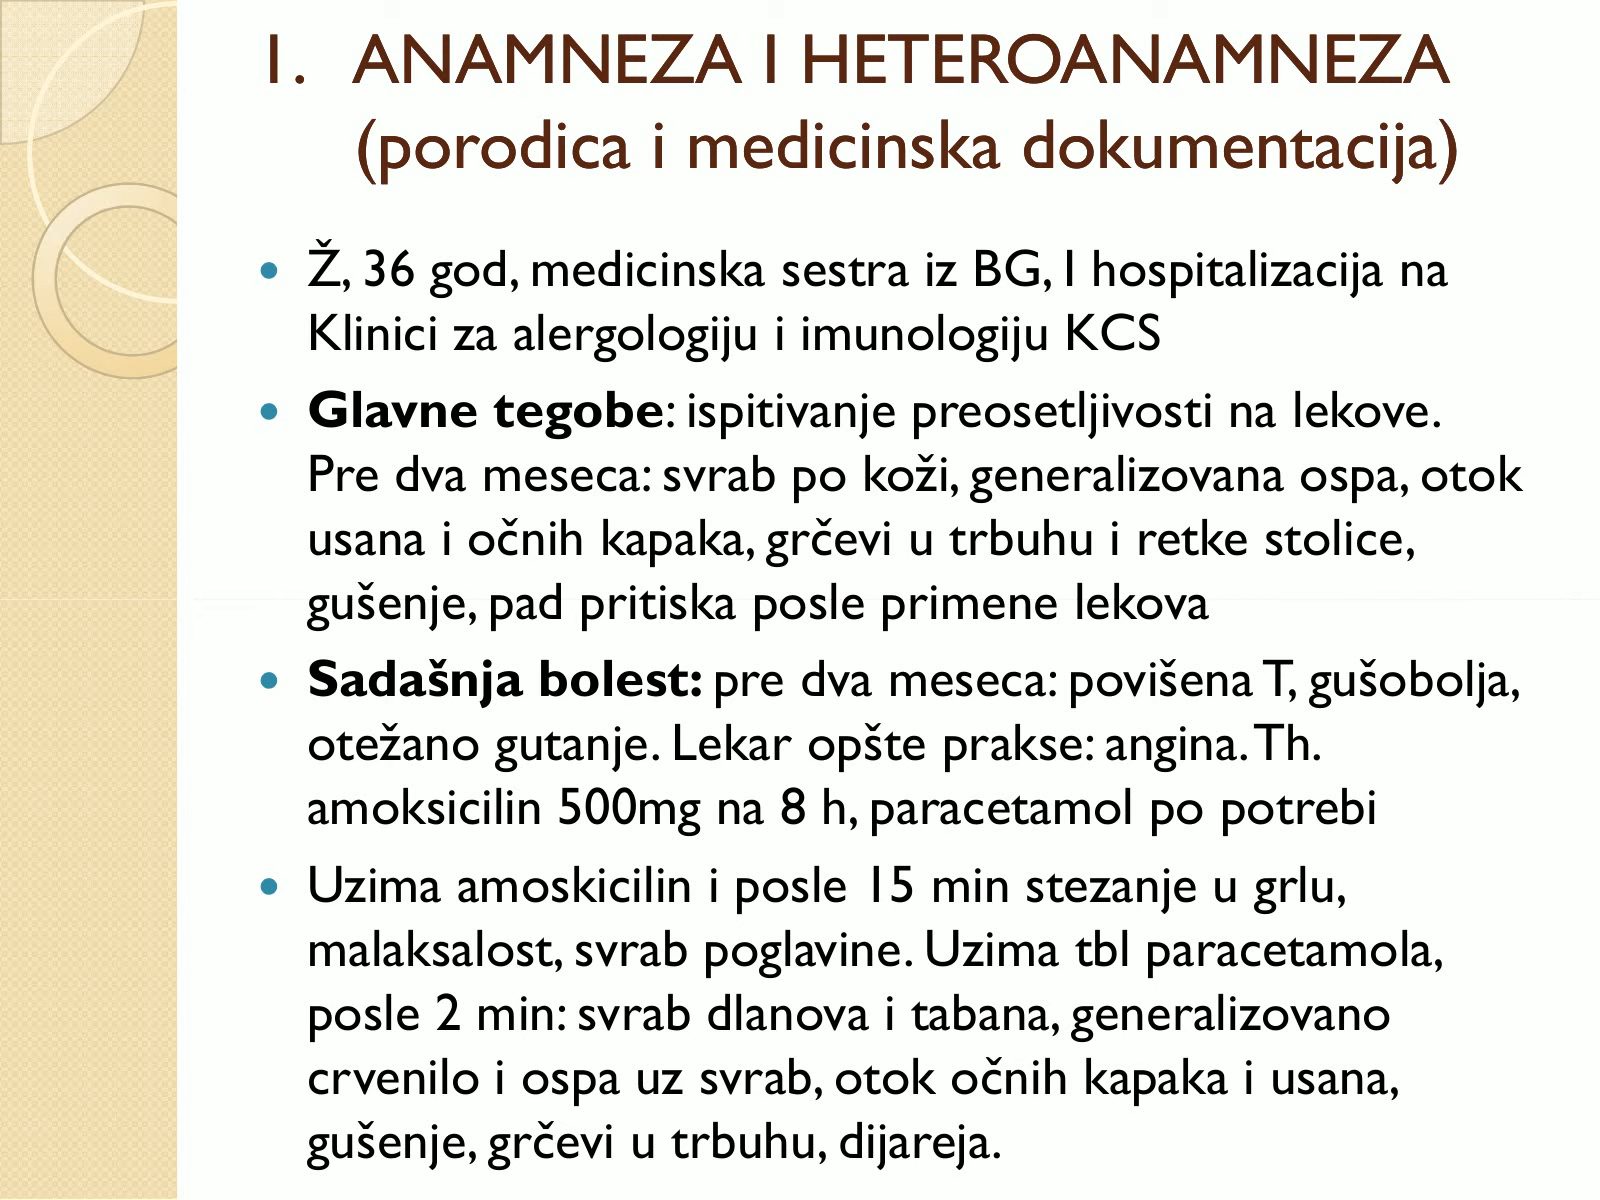 1. ANAMNEZA I HETEROANAMNEZA
(porodica i medicinska dokumentacija)
• Ž, 36 god, medicinska sestra iz BG, I hospitalizacija na
Klinici za alergologiju i imunologiju KCS
• Glavne tegobe: ispitivanje preosetljivosti na lekove.
Pre dva meseca: svrab po koži, generalizovana ospa, otok
usana i očnih kapaka, grčevi u trbuhu i retke stolice,
gušenje, pad pritiska posle primene lekova
• Sadašnja bolest: pre dva meseca: povišena T, gušobolja,
otežano gutanje. Lekar opšte prakse: angina. Th.
amoksicilin 500mg na 8 h, paracetamol po potrebi
• Uzima amoskicilin i posle 15 min stezanje u grlu,
malaksalost, svrab poglavine. Uzima tbl paracetamola,
posle 2 min: svrab dlanova i tabana, generalizovano
crvenilo i ospa uz svrab, otok očnih kapaka i usana,
gušenje, grčevi u trbuhu, dijareja.